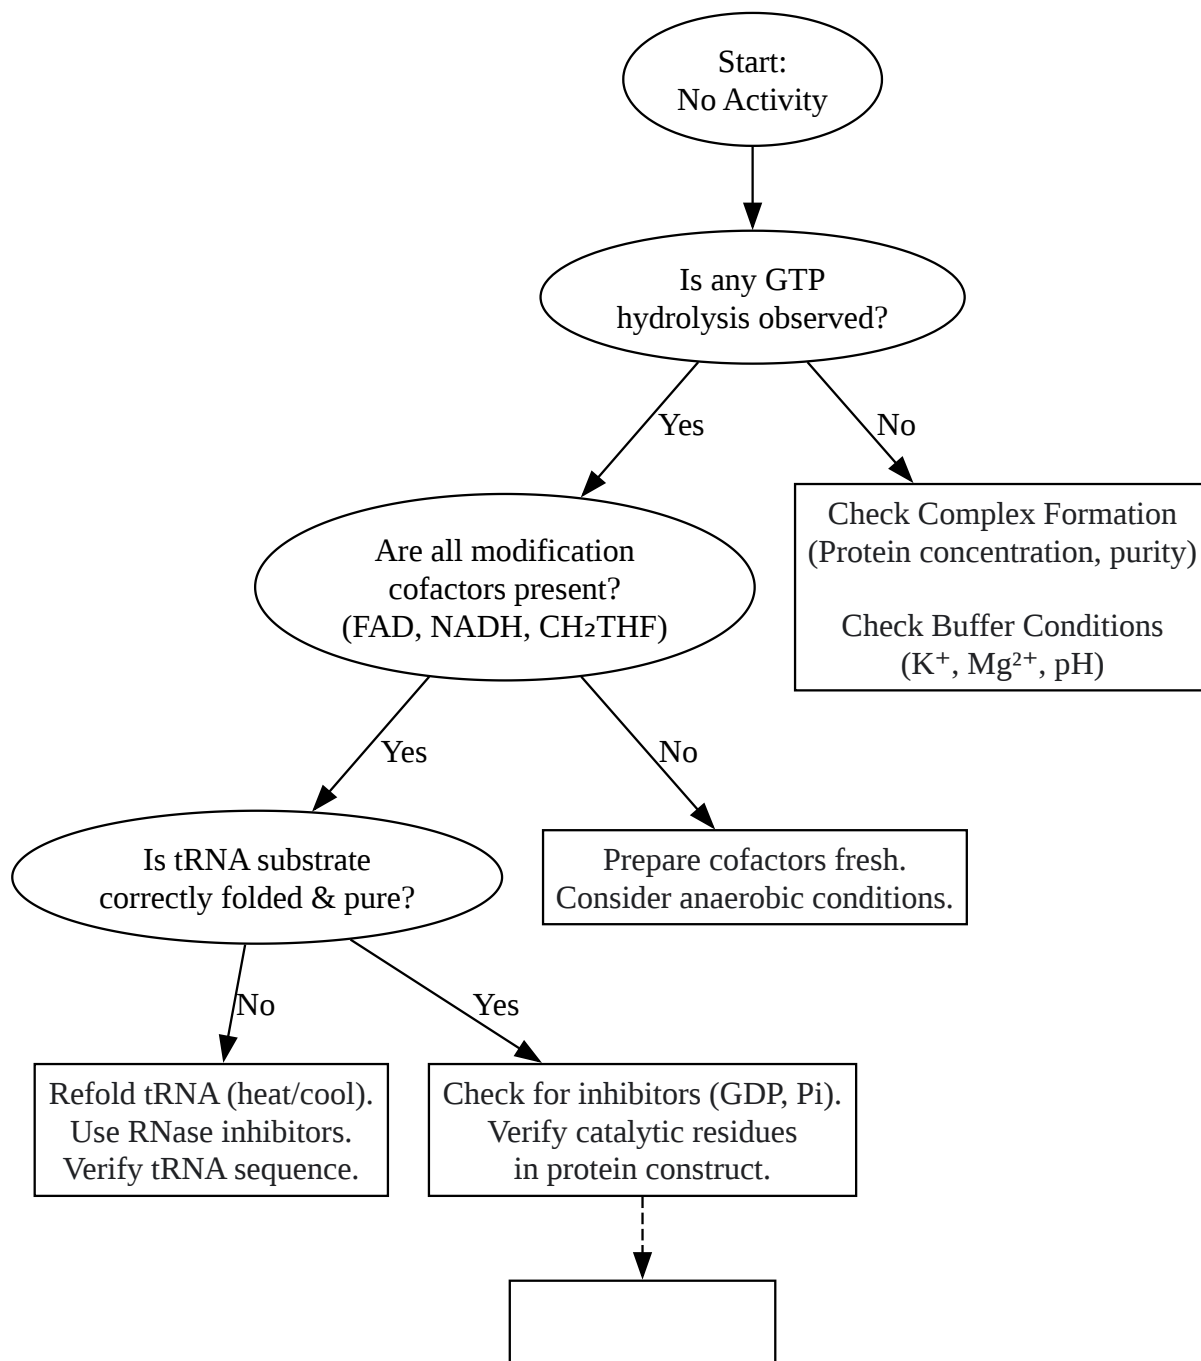 Start:
No Activity
Is any GTP
hydrolysis observed?
Yes
No
Check Complex Formation
(Protein concentration, purity)
Check Buffer Conditions
(K⁺, Mg²⁺, pH)
Are all modification
cofactors present?
(FAD, NADH, CH₂THF)
Yes
No
Is tRNA substrate
correctly folded & pure?
Prepare cofactors fresh.
Consider anaerobic conditions.
No
Yes
Refold tRNA (heat/cool).
Use RNase inhibitors.
Verify tRNA sequence.
Check for inhibitors (GDP, Pi).
Verify catalytic residues
in protein construct.